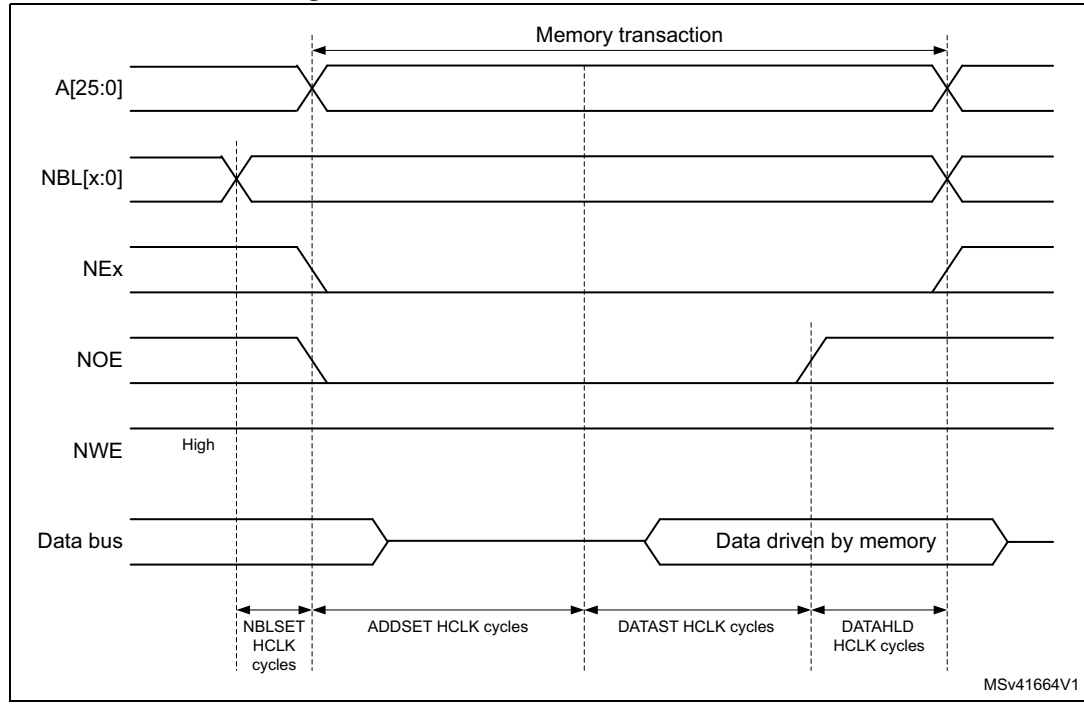 Memory transaction
A[25:0]
NBL[x:0]
NEx
NOE
NWE
High
Data bus
Data driven by memory
NBLSET
HCLK
cycles
ADDSET HCLK cycles
DATAST HCLK cycles
DATAHLD
HCLK cycles
MSv41664V1